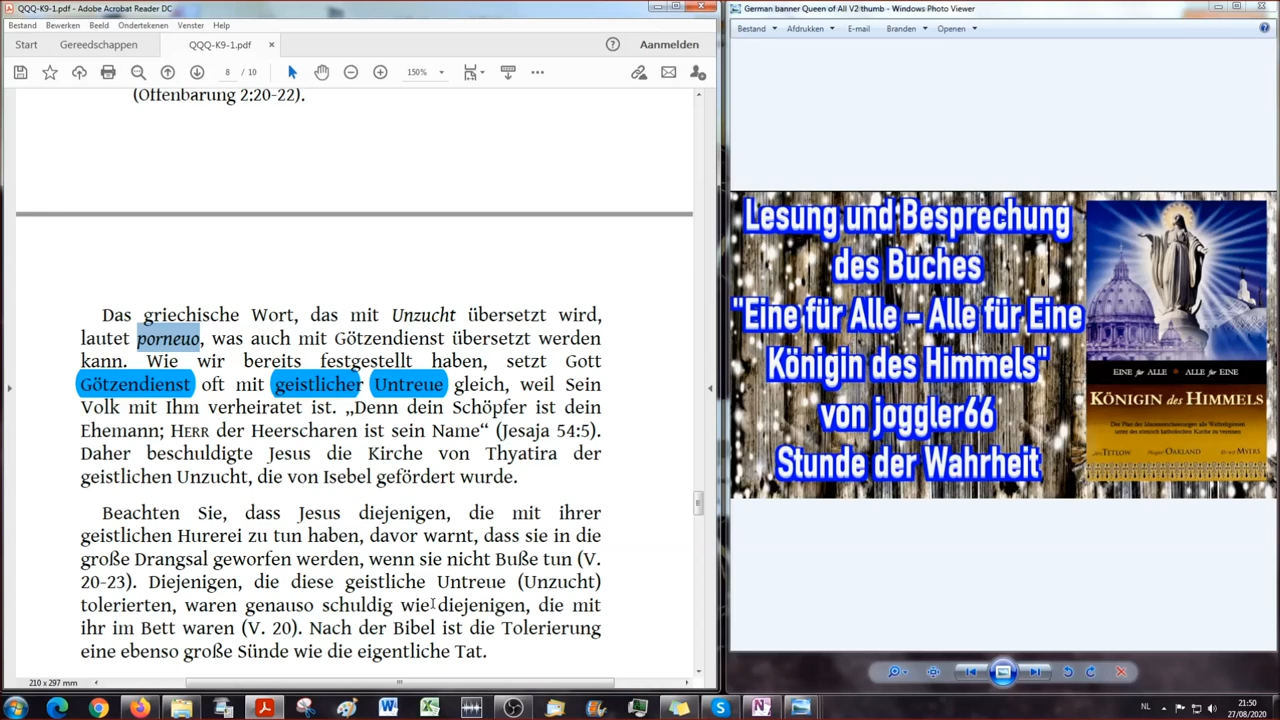 QQQ-K9-1.pdf - Adobe Acrobat Reader DC
Bestand Bewerken Beeld Ondertekenen Venster Help
Start Gereedschappen QQQ-K9-1.pdf × Aanmelden
8 / 10 150%
(Offenbarung 2:20-22).
Das griechische Wort, das mit Unzucht übersetzt wird,
lautet porneuo, was auch mit Götzendienst übersetzt werden
kann. Wie wir bereits festgestellt haben, setzt Gott
Götzendienst oft mit geistlicher Untreue gleich, weil Sein
Volk mit Ihm verheiratet ist. „Denn dein Schöpfer ist dein
Ehemann; HERR der Heerscharen ist sein Name“ (Jesaja 54:5).
Daher beschuldigte Jesus die Kirche von Thyatira der
geistlichen Unzucht, die von Isebel gefördert wurde.
Beachten Sie, dass Jesus diejenigen, die mit ihrer
geistlichen Hurerei zu tun haben, davor warnt, dass sie in die
große Drangsal geworfen werden, wenn sie nicht Buße tun (V.
20-23). Diejenigen, die diese geistliche Untreue (Unzucht)
tolerierten, waren genauso schuldig wie diejenigen, die mit
ihr im Bett waren (V. 20). Nach der Bibel ist die Tolerierung
eine ebenso große Sünde wie die eigentliche Tat.
210 x 297 mm
German banner Queen of All V2 thumb - Windows Photo Viewer
Bestand Afdrukken E-mail Branden Openen
Lesung und Besprechung
des Buches
"Eine für Alle – Alle für Eine
Königin des Himmels"
von joggler66
Stunde der Wahrheit
EINE für ALLE * ALLE für EINE
KÖNIGIN des HIMMELS
TETLOW OAKLAND MYERS
NL 21:50
27/08/2020